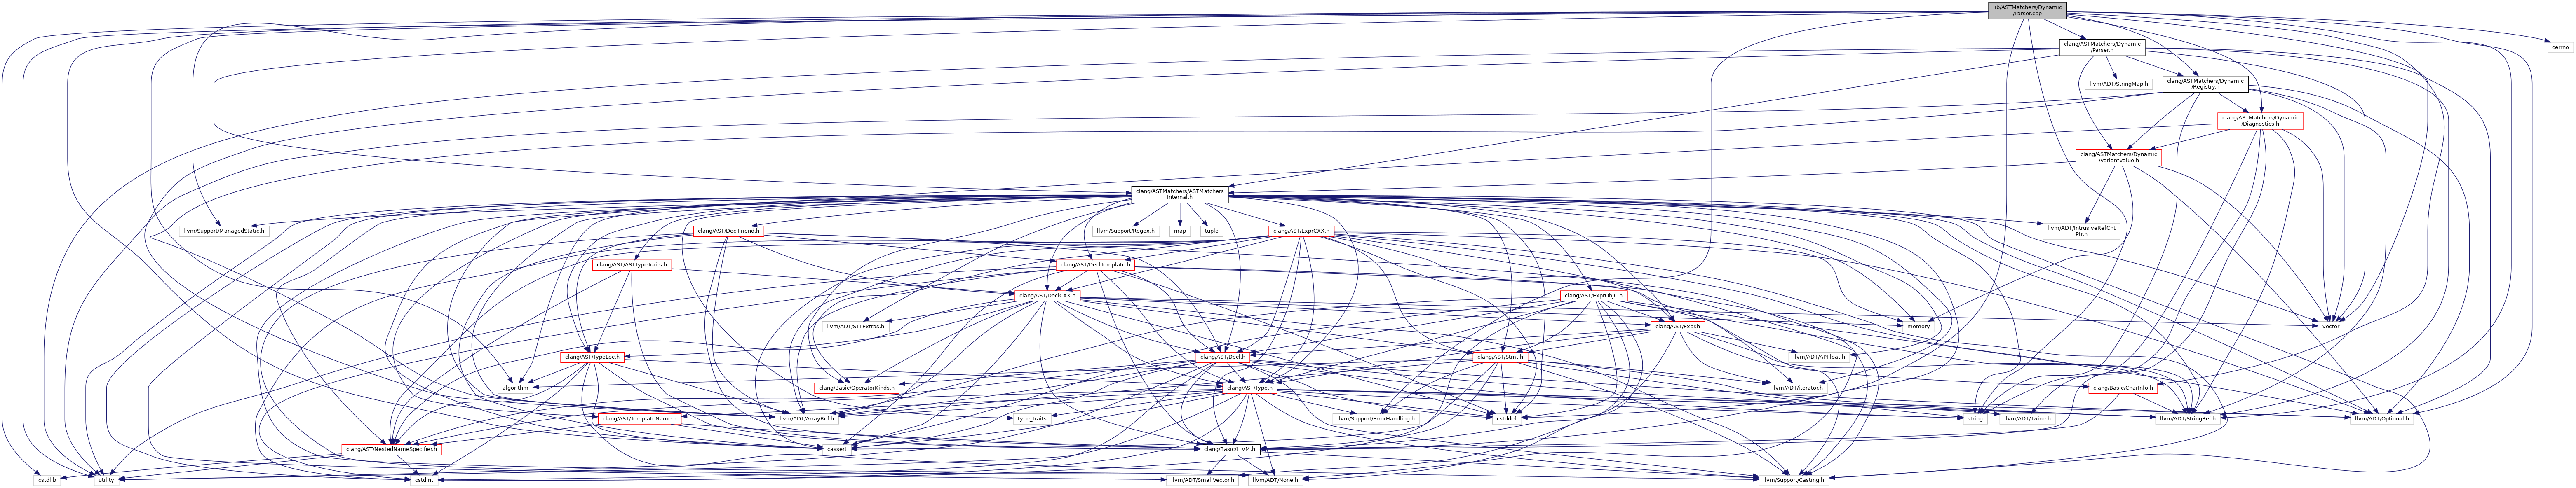 lib/ASTMatchers/Dynamic
/Parser.cpp
clang/ASTMatchers/Dynamic
/Parser.h
cerrno
llvm/ADT/StringMap.h
clang/ASTMatchers/Dynamic
/Registry.h
clang/ASTMatchers/Dynamic
/Diagnostics.h
clang/ASTMatchers/Dynamic
/VariantValue.h
clang/ASTMatchers/ASTMatchers
Internal.h
llvm/Support/ManagedStatic.h
clang/AST/DeclFriend.h
llvm/Support/Regex.h
map
tuple
clang/AST/ExprCXX.h
llvm/ADT/IntrusiveRefCnt
Ptr.h
clang/AST/ASTTypeTraits.h
clang/AST/DeclTemplate.h
clang/AST/DeclCXX.h
clang/AST/ExprObjC.h
llvm/ADT/STLExtras.h
clang/AST/Expr.h
memory
vector
clang/AST/TypeLoc.h
clang/AST/Decl.h
clang/AST/Stmt.h
llvm/ADT/APFloat.h
algorithm
clang/Basic/OperatorKinds.h
clang/AST/Type.h
llvm/ADT/iterator.h
clang/Basic/CharInfo.h
clang/AST/TemplateName.h
llvm/ADT/ArrayRef.h
type_traits
llvm/Support/ErrorHandling.h
cstddef
string
llvm/ADT/Twine.h
llvm/ADT/StringRef.h
llvm/ADT/Optional.h
clang/AST/NestedNameSpecifier.h
cassert
clang/Basic/LLVM.h
cstdlib
utility
cstdint
llvm/ADT/SmallVector.h
llvm/ADT/None.h
llvm/Support/Casting.h